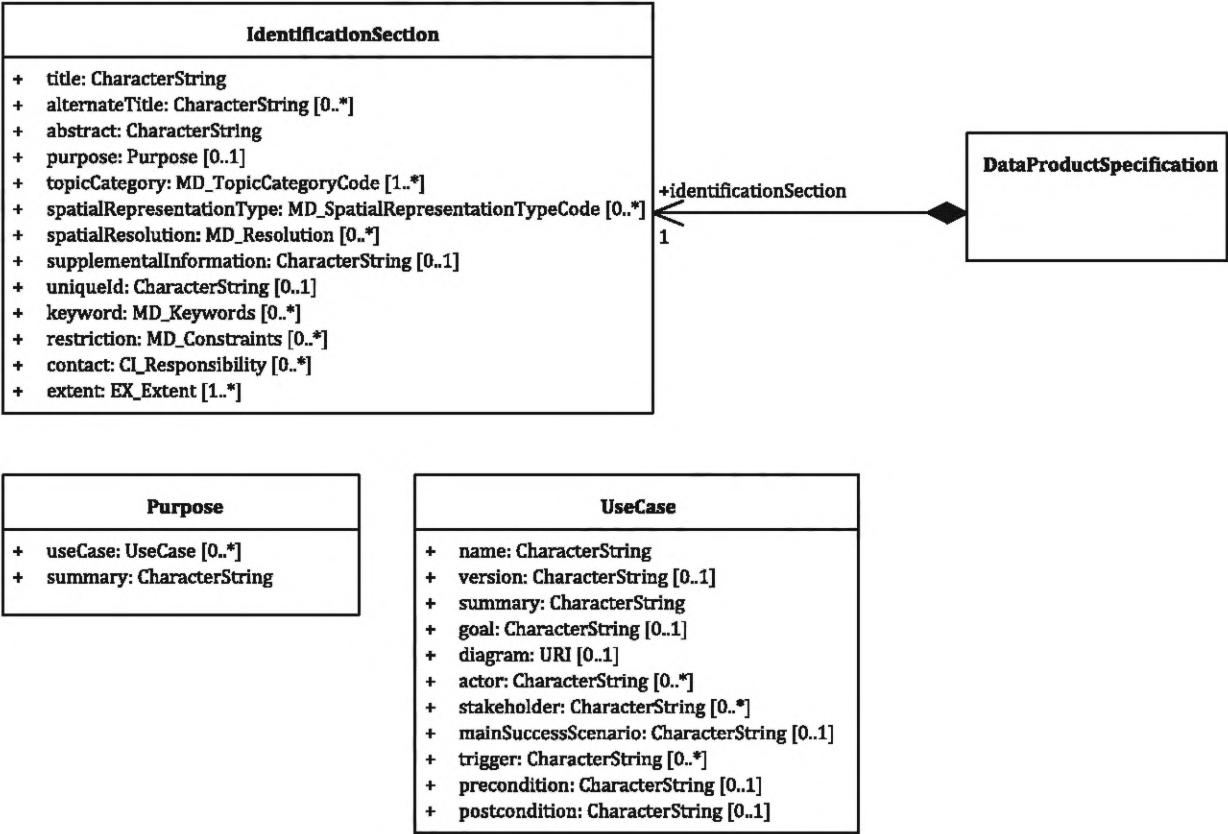 IdentificationSection
+ title: CharacterString
+ alternateTitle: CharacterString [0..*]
+ abstract: CharacterString
+ purpose: Purpose [0..1]
+ topicCategory: MD_TopicCategoryCode [1..*]
+ spatialRepresentationType: MD_SpatialRepresentationTypeCode [0..*]
+ spatialResolution: MD_Resolution [0..*]
+ supplementalInformation: CharacterString [0..1]
+ uniqueId: CharacterString [0..1]
+ keyword: MD_Keywords [0..*]
+ restriction: MD_Constraints [0..*]
+ contact: CI_Responsibility [0..*]
+ extent: EX_Extent [1..*]
+identificationSection
1
DataProductSpecification
Purpose
+ useCase: UseCase [0..*]
+ summary: CharacterString
UseCase
+ name: CharacterString
+ version: CharacterString [0..1]
+ summary: CharacterString
+ goal: CharacterString [0..1]
+ diagram: URI [0..1]
+ actor: CharacterString [0..*]
+ stakeholder: CharacterString [0..*]
+ mainSuccessScenario: CharacterString [0..1]
+ trigger: CharacterString [0..*]
+ precondition: CharacterString [0..1]
+ postcondition: CharacterString [0..1]